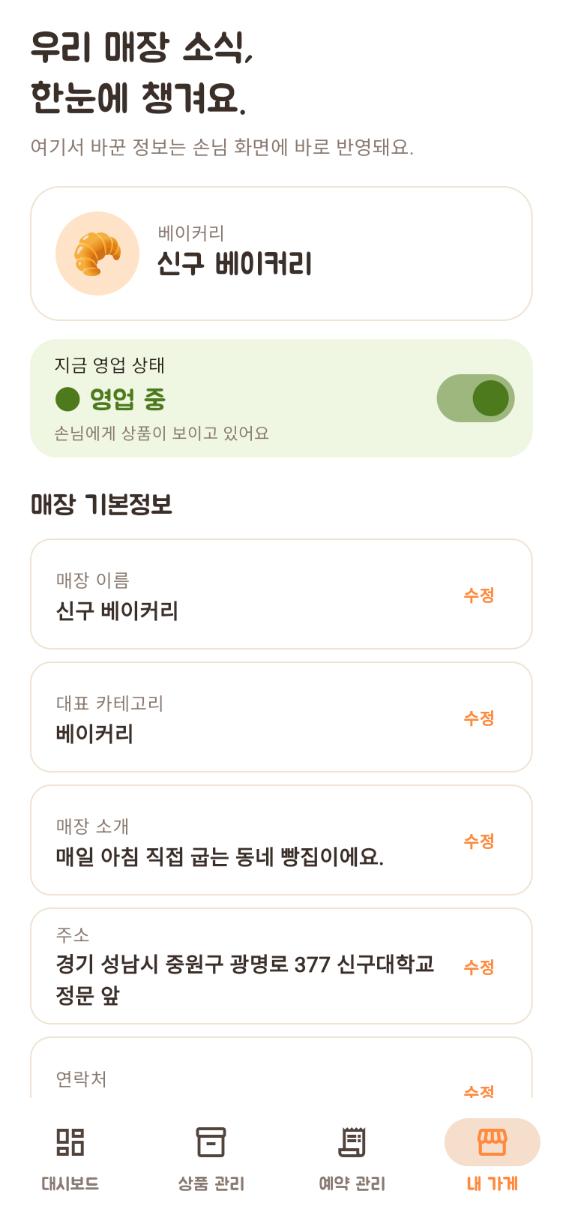 우리 매장 소식,
한눈에 챙겨요.
여기서 바꾼 정보는 손님 화면에 바로 반영돼요.
베이커리
신구 베이커리
지금 영업 상태
영업 중
손님에게 상품이 보이고 있어요
매장 기본정보
매장 이름
신구 베이커리
수정
대표 카테고리
베이커리
수정
매장 소개
매일 아침 직접 굽는 동네 빵집이에요.
수정
주소
경기 성남시 중원구 광명로 377 신구대학교
정문 앞
수정
연락처
수정
대시보드
상품 관리
예약 관리
내 가게